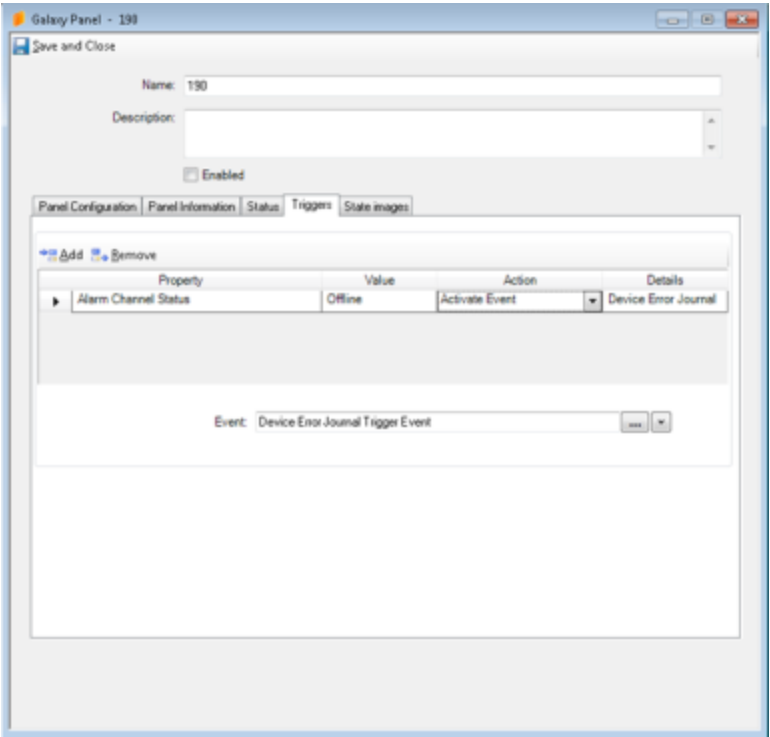 Galaxy Panel - 190
Save and Close
Name: 190
Description:
Enabled
Panel Configuration Panel Information Status Triggers State images
Add Remove
Property Value Action Details
Alarm Channel Status Offline Activate Event Device Error Journal
Event: Device Error Journal Trigger Event ...